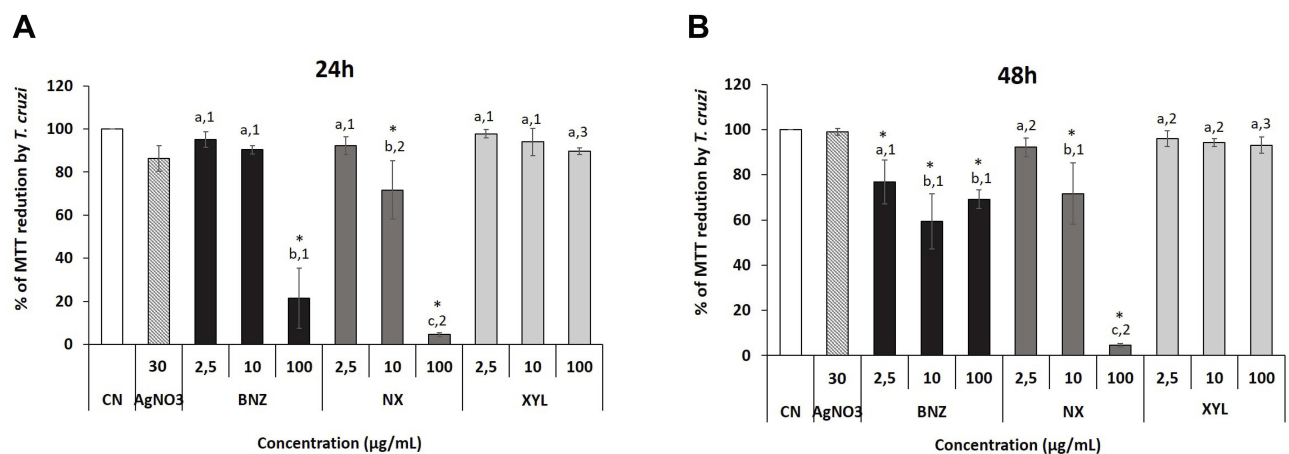 A
24h
% of MTT redution by T. cruzi
120
100
80
60
40
20
0
a,1
a,1
*
b,1
a,1
*
b,2
*
c,2
a,1
a,1
a,3
30
2,5
10
100
2,5
10
100
2,5
10
100
CN
AgNO3
BNZ
NX
XYL
Concentration (µg/mL)
B
48h
% of MTT redution by T. cruzi
120
100
80
60
40
20
0
*
a,1
*
b,1
*
b,1
a,2
*
b,1
*
c,2
a,2
a,2
a,3
30
2,5
10
100
2,5
10
100
2,5
10
100
CN
AgNO3
BNZ
NX
XYL
Concentration (µg/mL)